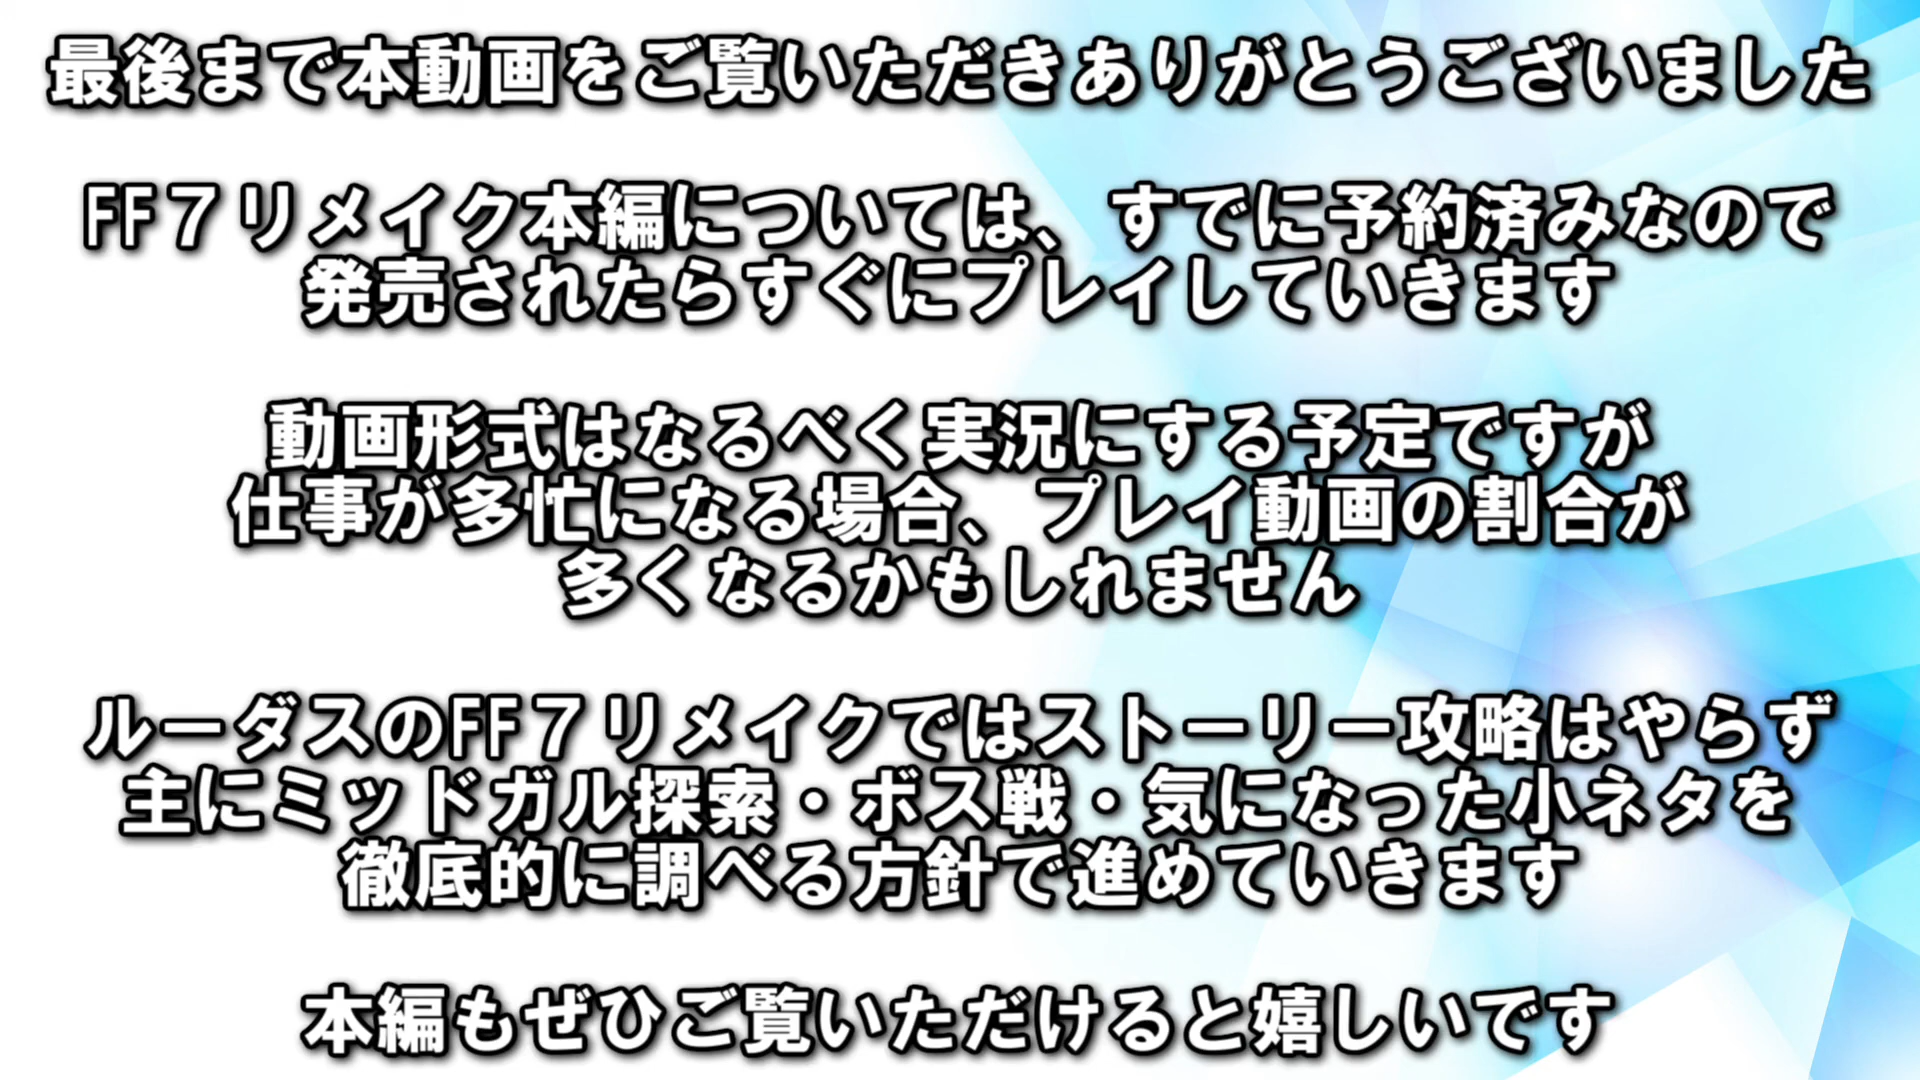 最後まで本動画をご覧いただきありがとうございました
FF７リメイク本編については、すでに予約済みなので
発売されたらすぐにプレイしていきます
動画形式はなるべく実況にする予定ですが
仕事が多忙になる場合、プレイ動画の割合が
多くなるかもしれません
ルーダスのFF７リメイクではストーリー攻略はやらず
主にミッドガル探索・ボス戦・気になった小ネタを
徹底的に調べる方針で進めていきます
本編もぜひご覧いただけると嬉しいです